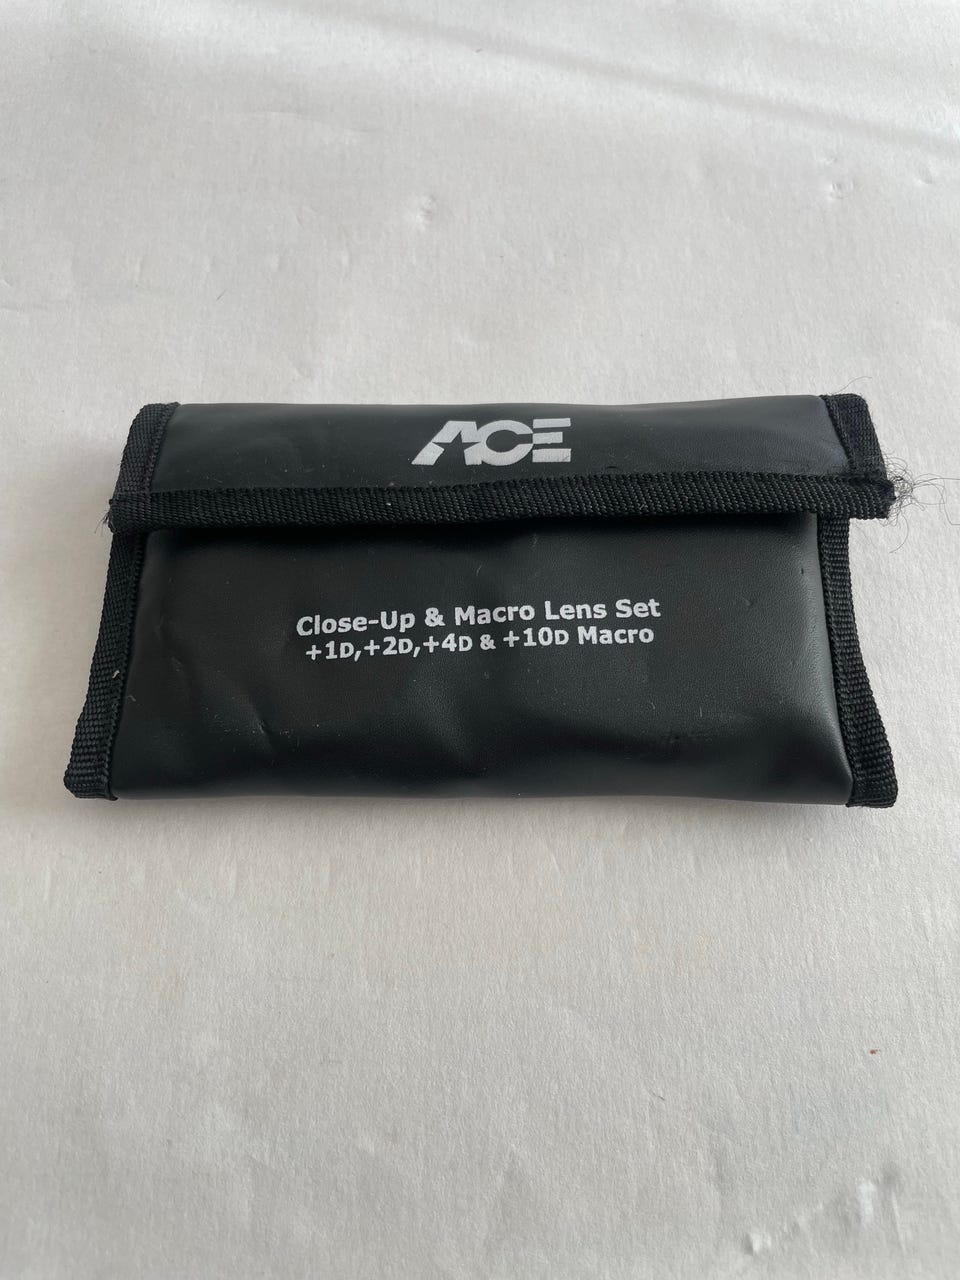 ACE
Close-Up & Macro Lens Set
+1D,+2D,+4D & +10D Macro